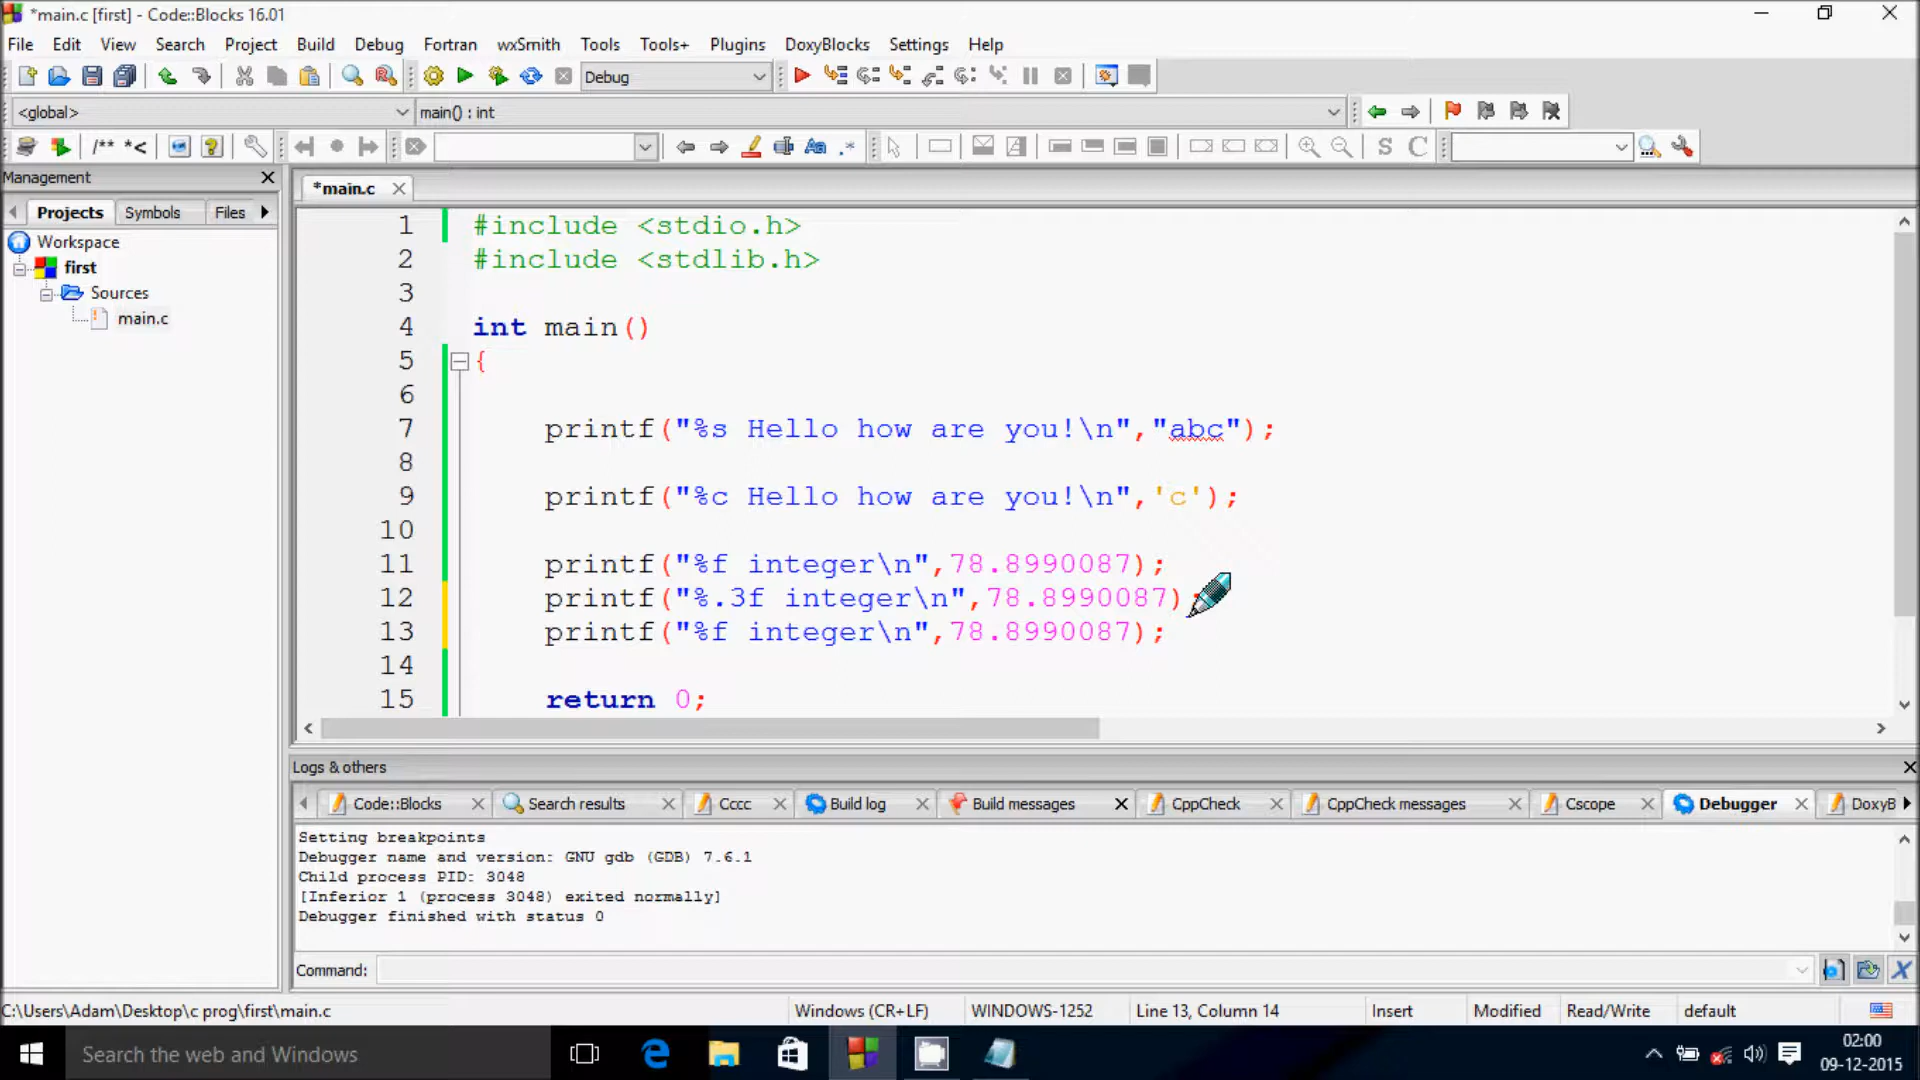 *main.c [first] - Code::Blocks 16.01
File Edit View Search Project Build Debug Fortran wxSmith Tools Tools+ Plugins DoxyBlocks Settings Help
Debug
<global> main() : int
/** *<
Aa .* S C
Management
*main.c
Projects Symbols Files
Workspace
first
Sources
main.c
1 #include <stdio.h>
2 #include <stdlib.h>
3
4 int main()
5 {
6
7 printf("%s Hello how are you!\n","abc");
8
9 printf("%c Hello how are you!\n",'c');
10
11 printf("%f integer\n",78.8990087);
12 printf("%.3f integer\n",78.8990087);
13 printf("%f integer\n",78.8990087);
14
15 return 0;
Logs & others
Code::Blocks Search results Cccc Build log Build messages CppCheck CppCheck messages Cscope Debugger DoxyB
Setting breakpoints
Debugger name and version: GNU gdb (GDB) 7.6.1
Child process PID: 3048
[Inferior 1 (process 3048) exited normally]
Debugger finished with status 0
Command:
C:\Users\Adam\Desktop\c prog\first\main.c Windows (CR+LF) WINDOWS-1252 Line 13, Column 14 Insert Modified Read/Write default
Search the web and Windows
02:00
09-12-2015